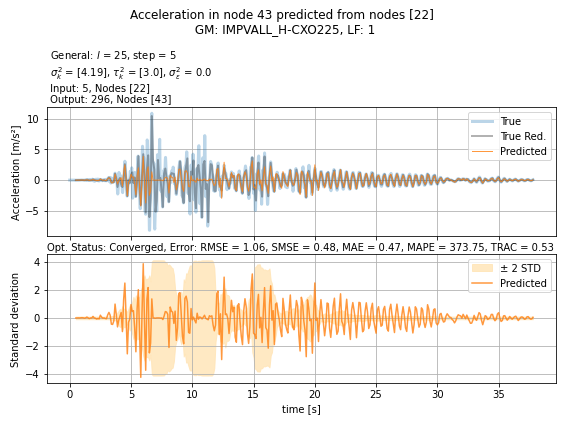 Acceleration in node 43 predicted from nodes [22]
GM: IMPVALL_H-CXO225, LF: 1
General: l = 25, step = 5
σ²ₖ = [4.19], τ²ₖ = [3.0], σ²ε = 0.0
Input: 5, Nodes [22]
Output: 296, Nodes [43]
Acceleration [m/s²]
10
5
0
−5
True
True Red.
Predicted
Opt. Status: Converged, Error: RMSE = 1.06, SMSE = 0.48, MAE = 0.47, MAPE = 373.75, TRAC = 0.53
Standard deviation
4
2
0
−2
−4
± 2 STD
Predicted
0 5 10 15 20 25 30 35
time [s]